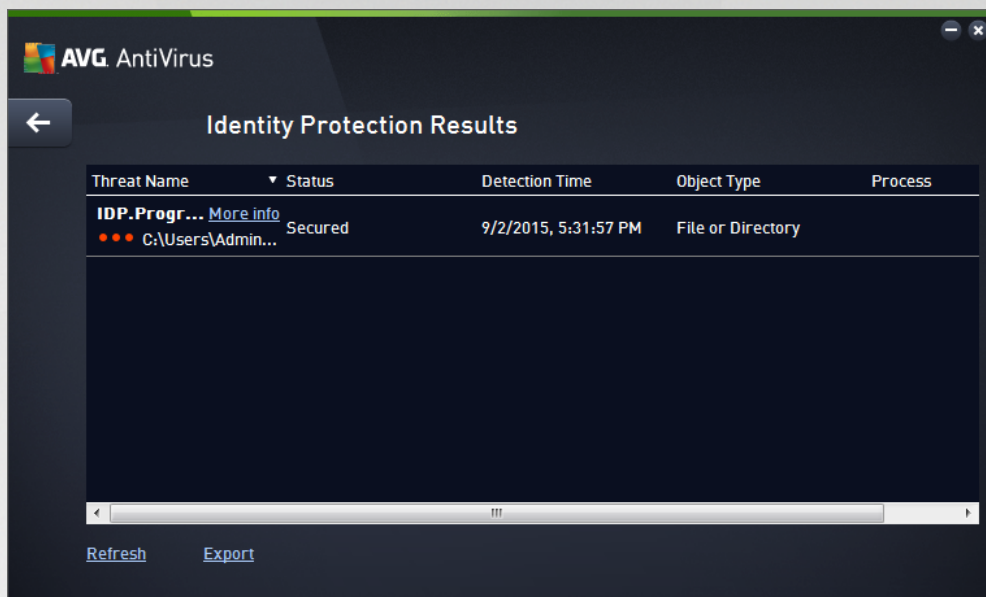 AVG. AntiVirus
Identity Protection Results
Threat Name Status Detection Time Object Type Process
IDP.Progr... More info
Secured 9/2/2015, 5:31:57 PM File or Directory
C:\Users\Admin...
Refresh Export